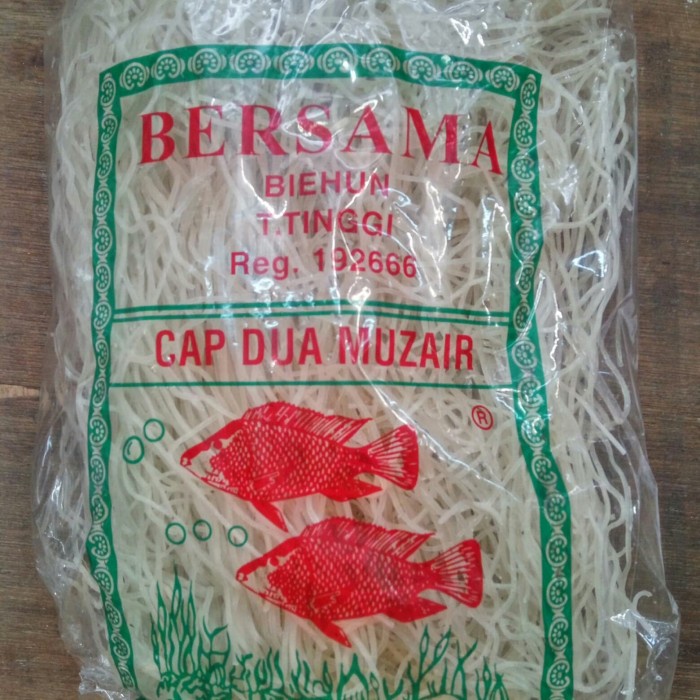 BERSAMA
BIEHUN
T.TINGGI
Reg. 192666
CAP DUA MUZAIR
®